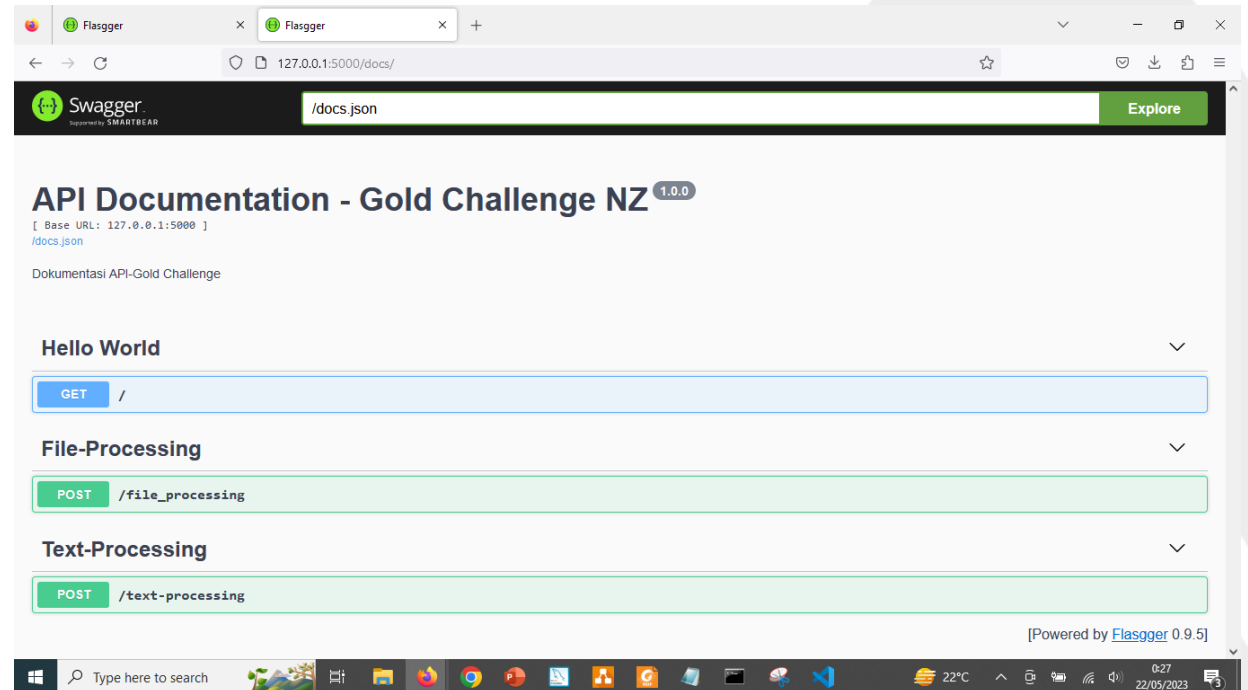 Flasgger
Flasgger
127.0.0.1:5000/docs/
Swagger.
Supported by SMARTBEAR
/docs.json
Explore
API Documentation - Gold Challenge NZ 1.0.0
[ Base URL: 127.0.0.1:5000 ]
/docs.json
Dokumentasi API-Gold Challenge
Hello World
GET /
File-Processing
POST /file_processing
Text-Processing
POST /text-processing
[Powered by Flasgger 0.9.5]
Type here to search
22°C
0:27
22/05/2023
3